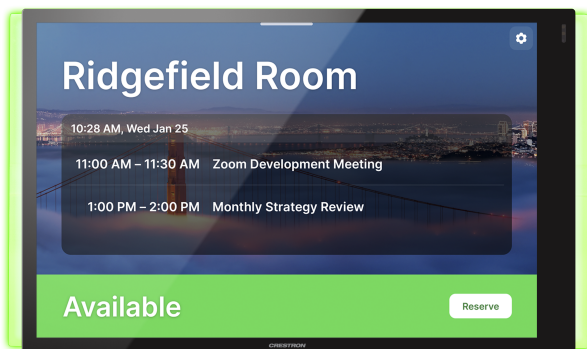 Ridgefield Room
10:28 AM, Wed Jan 25
11:00 AM – 11:30 AM Zoom Development Meeting
1:00 PM – 2:00 PM Monthly Strategy Review
Available
Reserve
CRESTRON